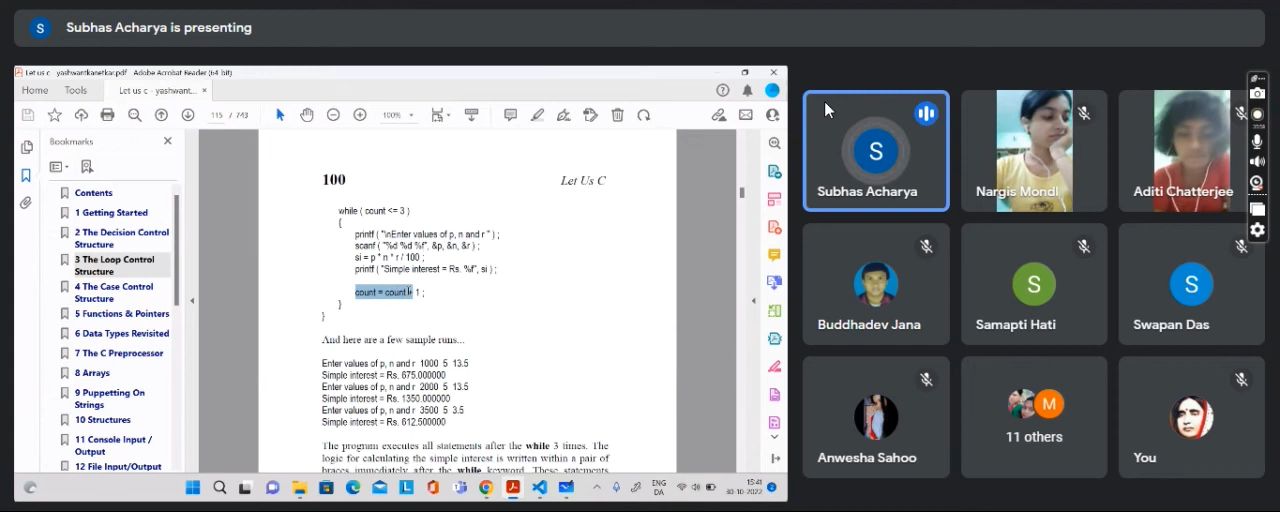 S Subhas Acharya is presenting
Let us c - yashwantkanetkar.pdf - Adobe Acrobat Reader (64-bit)
Home Tools Let us c - yashwant... ×
115 / 743 100%
Bookmarks
Contents
1 Getting Started
2 The Decision Control
Structure
3 The Loop Control
Structure
4 The Case Control
Structure
5 Functions & Pointers
6 Data Types Revisited
7 The C Preprocessor
8 Arrays
9 Puppetting On
Strings
10 Structures
11 Console Input /
Output
12 File Input/Output
100 Let Us C
while ( count <= 3 )
{
printf ( "\nEnter values of p, n and r " ) ;
scanf ( "%d %d %f", &p, &n, &r ) ;
si = p * n * r / 100 ;
printf ( "Simple interest = Rs. %f", si ) ;
count = count + 1 ;
}
}
And here are a few sample runs...
Enter values of p, n and r 1000 5 13.5
Simple interest = Rs. 675.000000
Enter values of p, n and r 2000 5 13.5
Simple interest = Rs. 1350.000000
Enter values of p, n and r 3500 5 3.5
Simple interest = Rs. 612.500000
The program executes all statements after the while 3 times. The
logic for calculating the simple interest is written within a pair of
braces immediately after the while keyword. These statements
ENG
DA
15:41
30-10-2022
S
Subhas Acharya
Nargis Mondl
Aditi Chatterjee
Buddhadev Jana
S
Samapti Hati
S
Swapan Das
Anwesha Sahoo
M
11 others
You